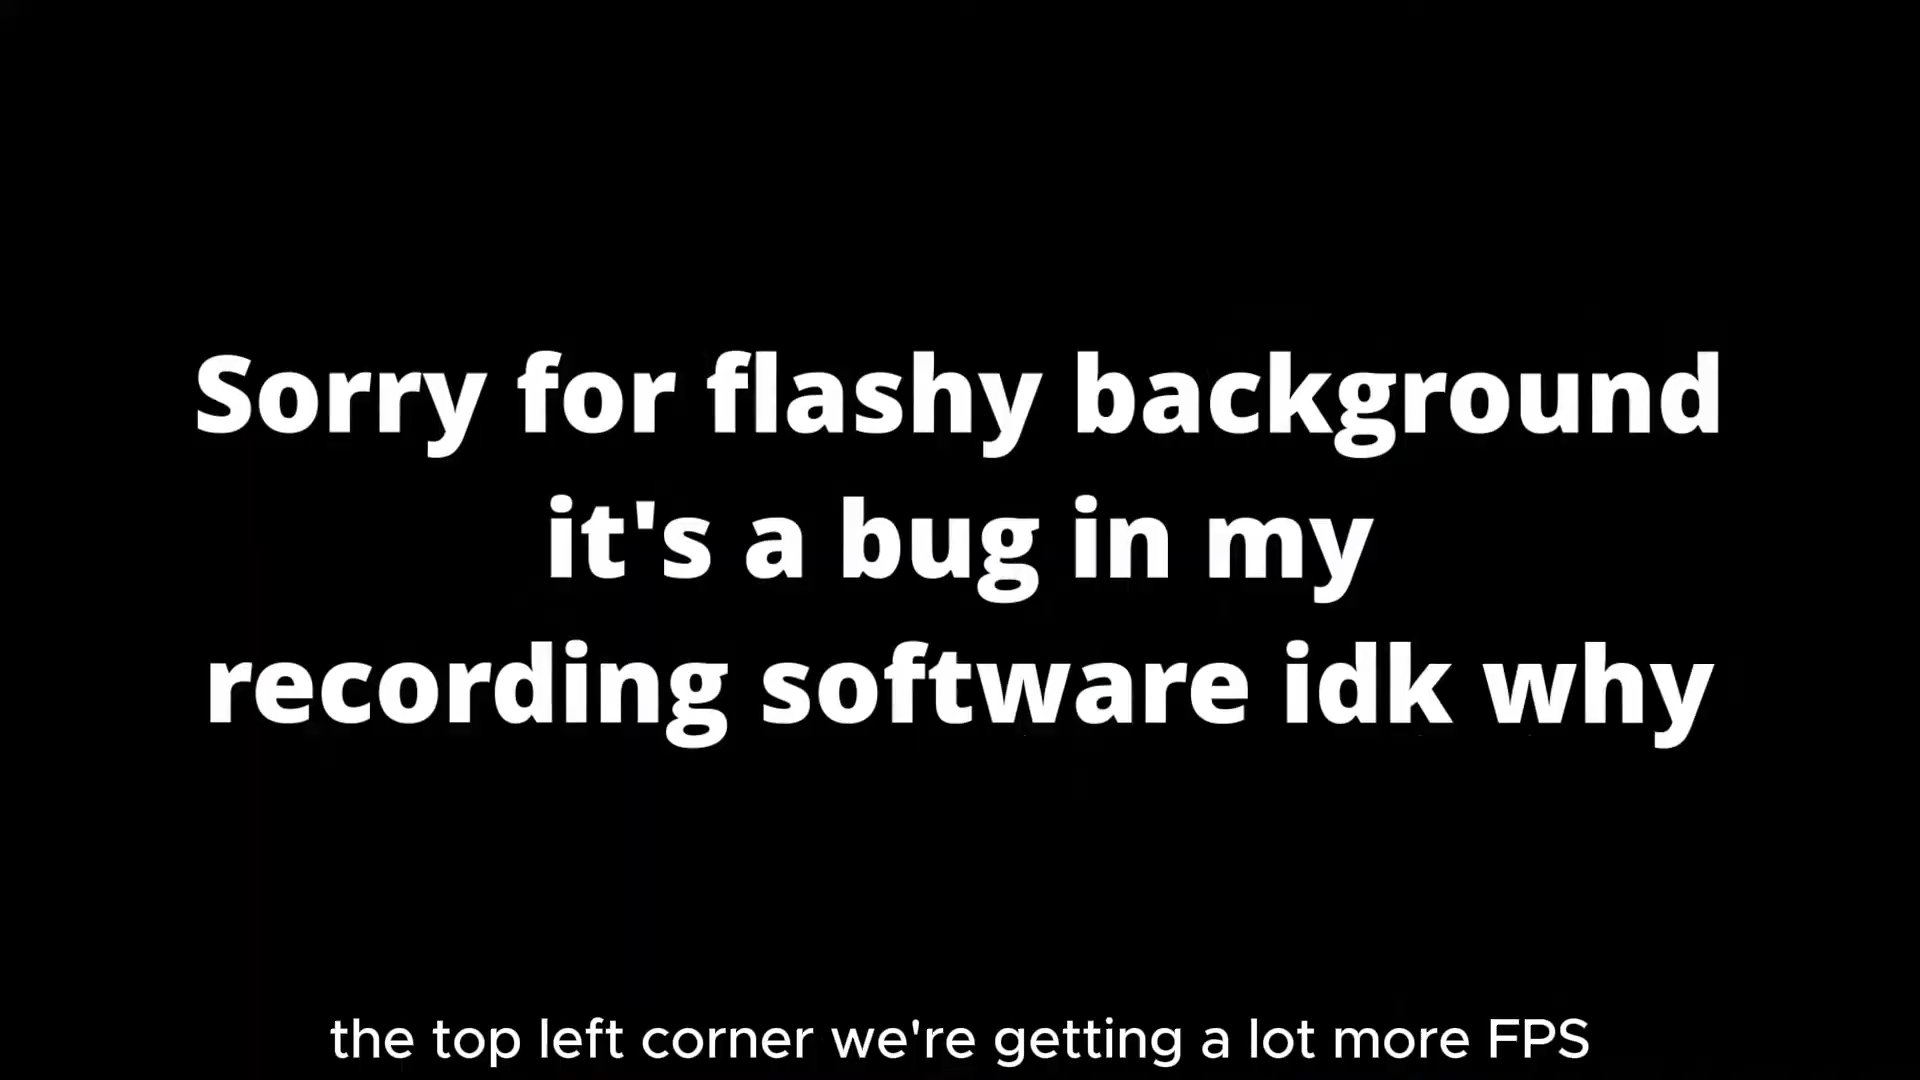 Sorry for flashy background
it's a bug in my
recording software idk why
the top left corner we're getting a lot more FPS